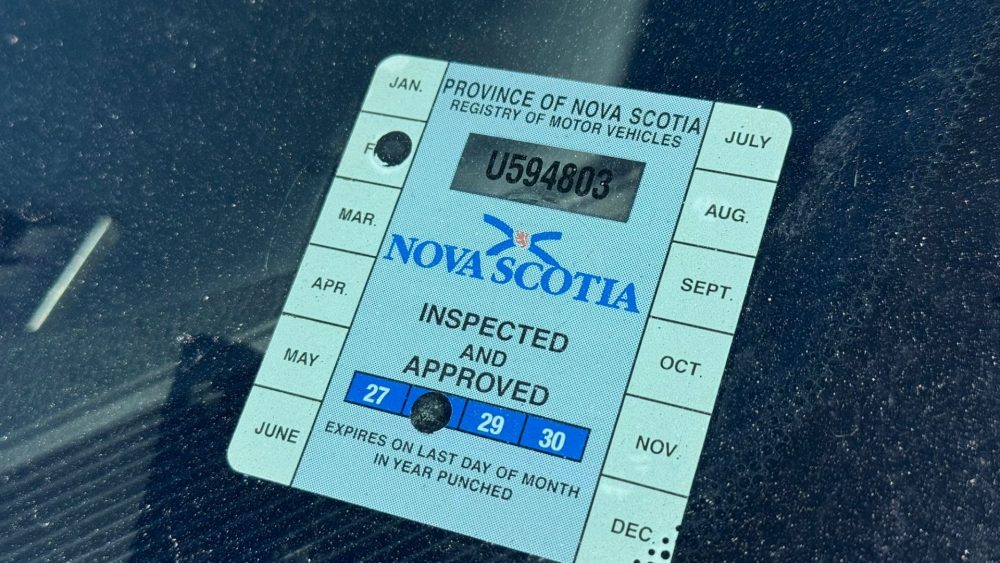 JAN.
F
MAR.
APR.
MAY
JUNE
PROVINCE OF NOVA SCOTIA
REGISTRY OF MOTOR VEHICLES
U594803
NOVA SCOTIA
INSPECTED
AND
APPROVED
27 29 30
EXPIRES ON LAST DAY OF MONTH
IN YEAR PUNCHED
JULY
AUG.
SEPT.
OCT.
NOV.
DEC.